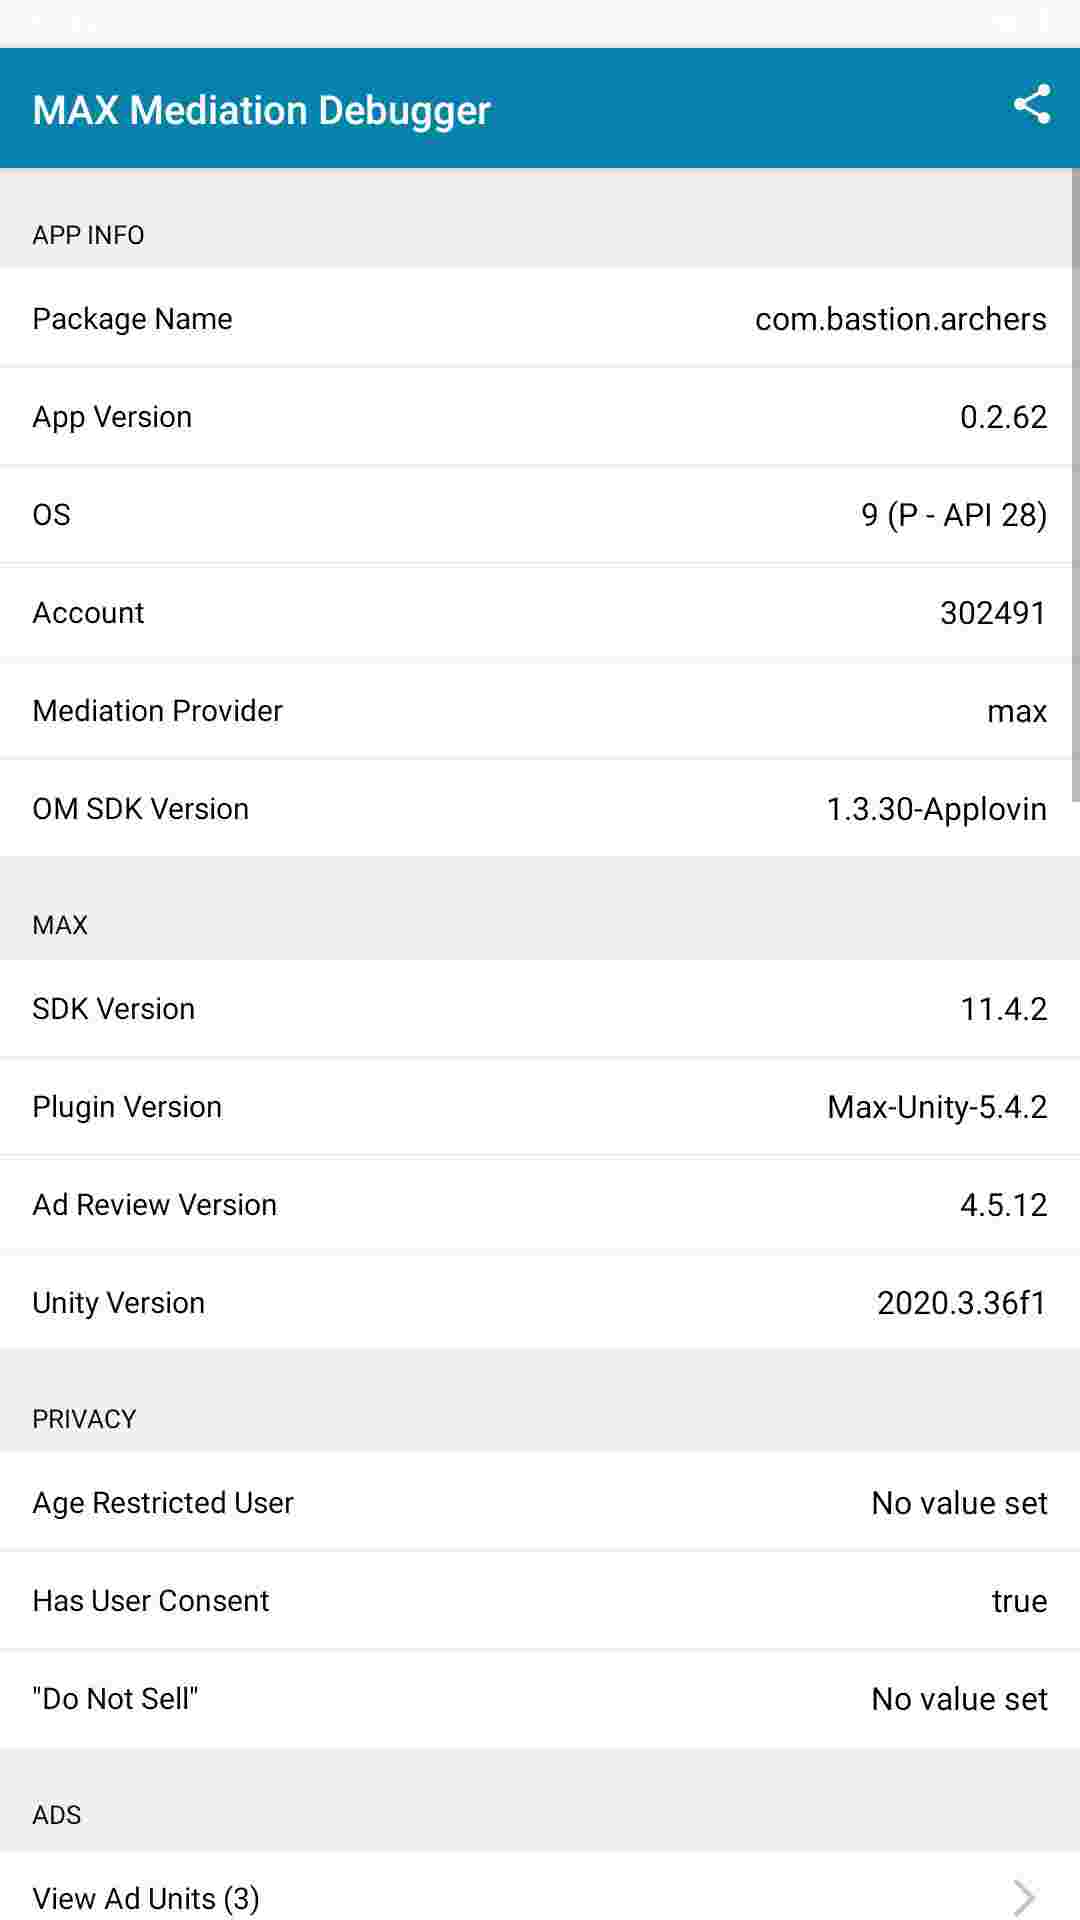 MAX Mediation Debugger
APP INFO
Package Name com.bastion.archers
App Version 0.2.62
OS 9 (P - API 28)
Account 302491
Mediation Provider max
OM SDK Version 1.3.30-Applovin
MAX
SDK Version 11.4.2
Plugin Version Max-Unity-5.4.2
Ad Review Version 4.5.12
Unity Version 2020.3.36f1
PRIVACY
Age Restricted User No value set
Has User Consent true
"Do Not Sell" No value set
ADS
View Ad Units (3)